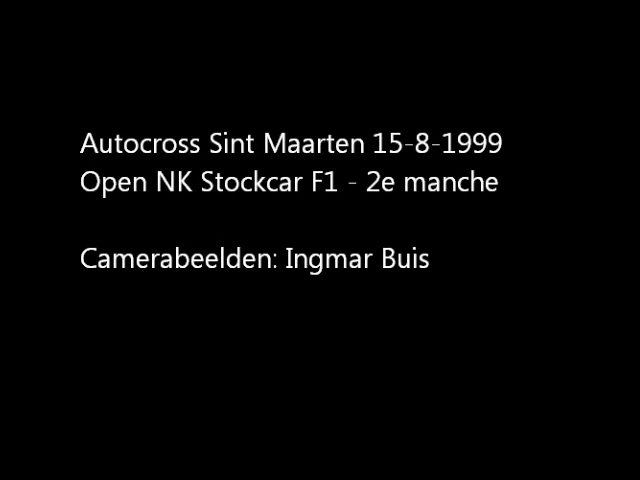 Autocross Sint Maarten 15-8-1999
Open NK Stockcar F1 - 2e manche
Camerabeelden: Ingmar Buis